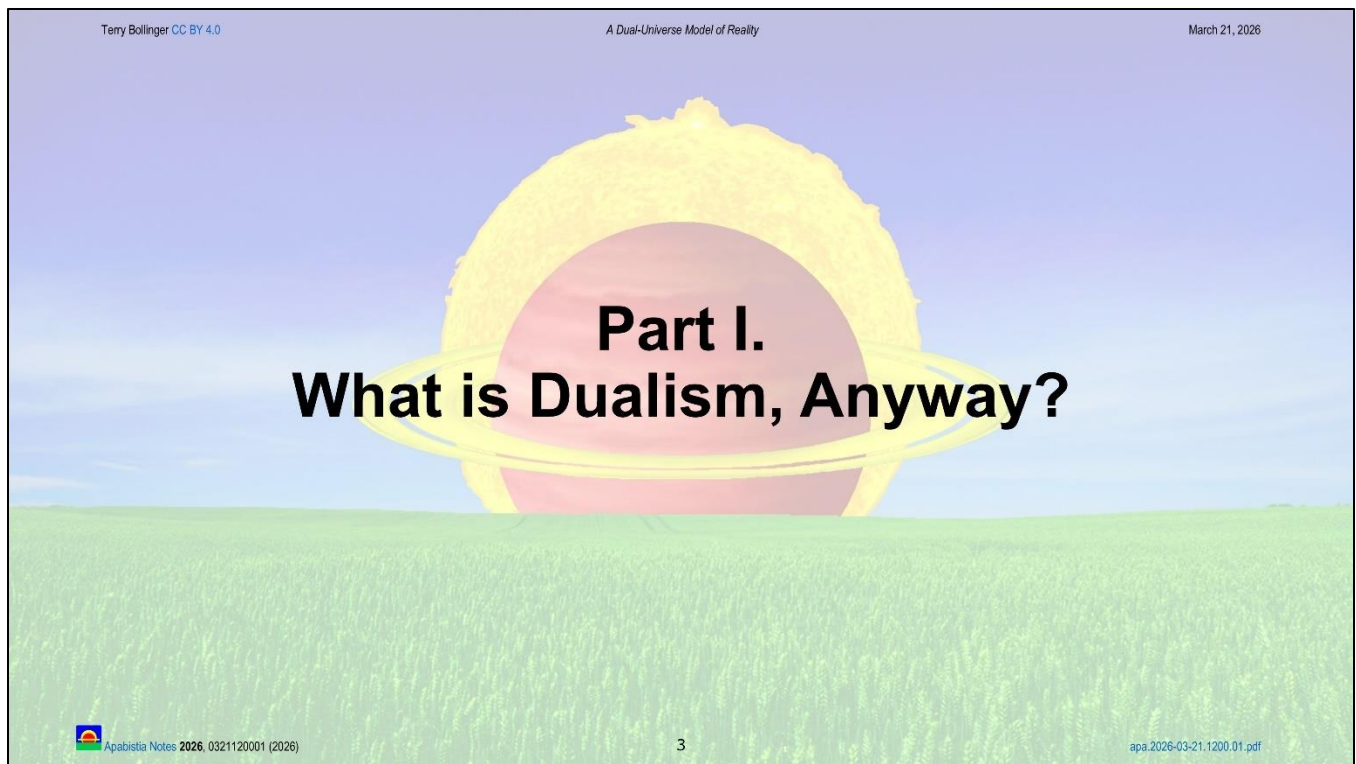 Terry Bollinger CC BY 4.0
A Dual-Universe Model of Reality
March 21, 2026
Part I.
What is Dualism, Anyway?
Apabistia Notes 2026, 0321120001 (2026)
3
apa.2026-03-21.1200.01.pdf